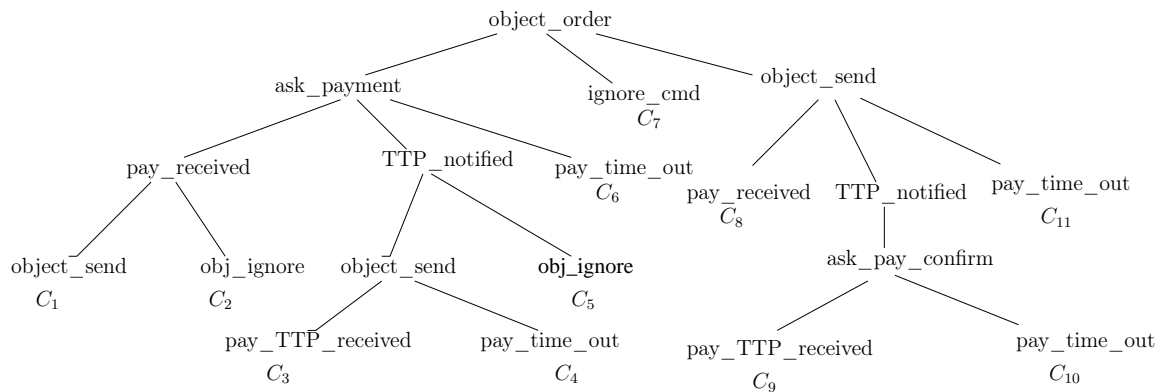 object_order
ask_payment
ignore_cmd
C7
object_send
pay_received
TTP_notified
pay_time_out
C6
pay_received
C8
TTP_notified
pay_time_out
C11
object_send
C1
obj_ignore
C2
object_send
obj_ignore
C5
ask_pay_confirm
pay_TTP_received
C3
pay_time_out
C4
pay_TTP_received
C9
pay_time_out
C10